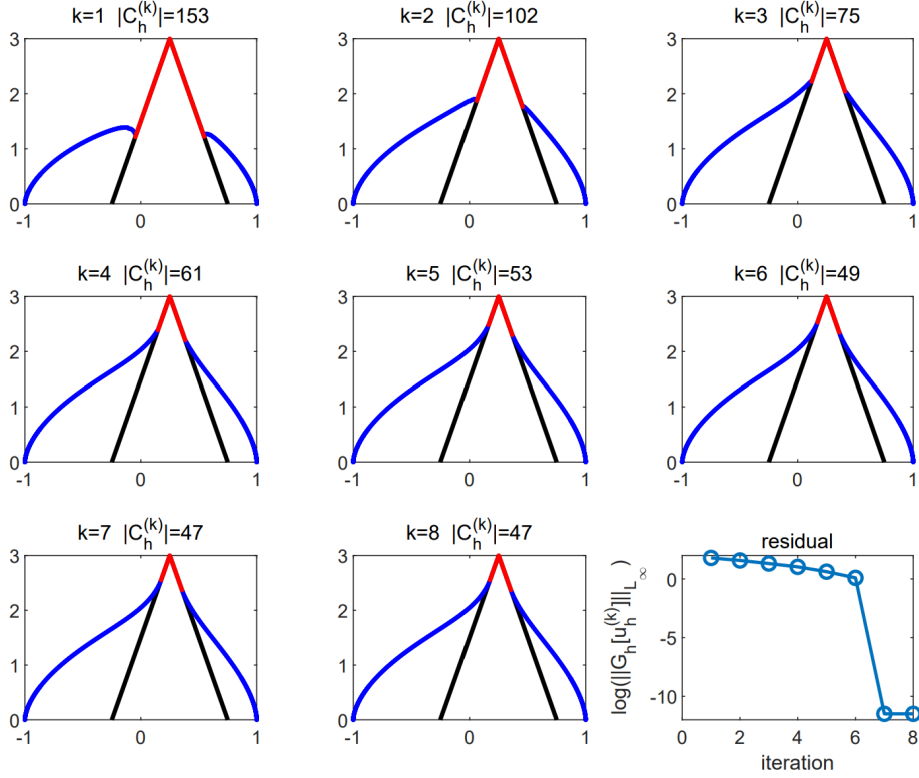 k=1 |C_h^(k)|=153
k=2 |C_h^(k)|=102
k=3 |C_h^(k)|=75
3
2
1
0
-1 0 1
3
2
1
0
-1 0 1
3
2
1
0
-1 0 1
k=4 |C_h^(k)|=61
k=5 |C_h^(k)|=53
k=6 |C_h^(k)|=49
3
2
1
0
-1 0 1
3
2
1
0
-1 0 1
3
2
1
0
-1 0 1
k=7 |C_h^(k)|=47
k=8 |C_h^(k)|=47
residual
3
2
1
0
-1 0 1
3
2
1
0
-1 0 1
log(||G_h[u_h^(k)]||_L_∞)
0
-5
-10
0 2 4 6 8
iteration